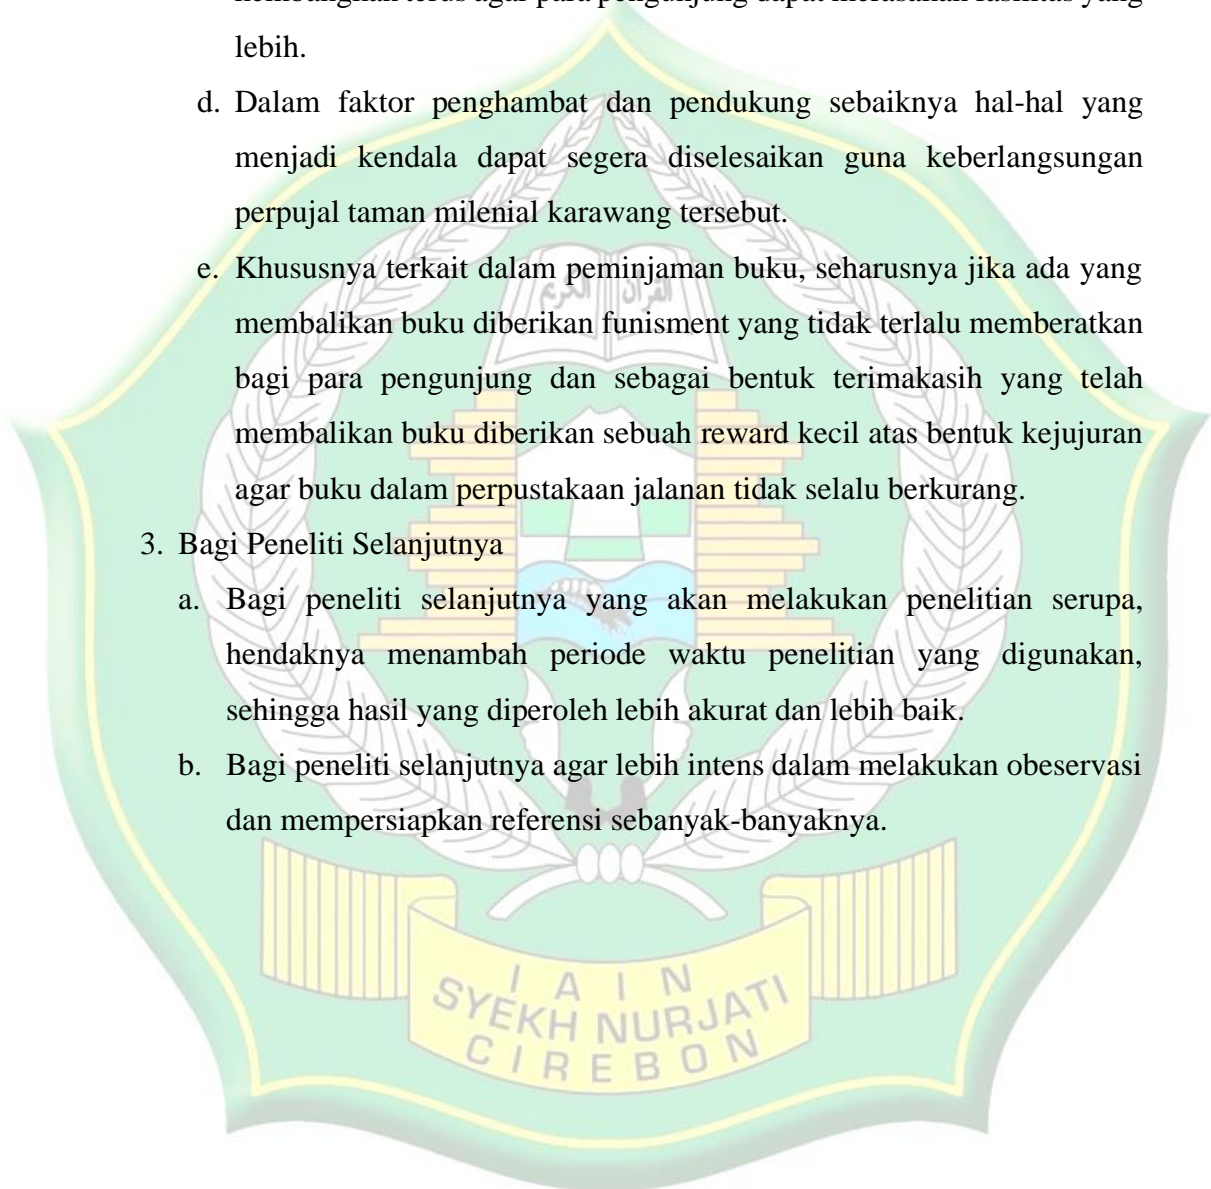 lebih.
d. Dalam faktor penghambat dan pendukung sebaiknya hal-hal yang
menjadi kendala dapat segera diselesaikan guna keberlangsungan
perpujal taman milenial karawang tersebut.
e. Khususnya terkait dalam peminjaman buku, seharusnya jika ada yang
membalikan buku diberikan funisment yang tidak terlalu memberatkan
bagi para pengunjung dan sebagai bentuk terimakasih yang telah
membalikan buku diberikan sebuah reward kecil atas bentuk kejujuran
agar buku dalam perpustakaan jalanan tidak selalu berkurang.
3. Bagi Peneliti Selanjutnya
a. Bagi peneliti selanjutnya yang akan melakukan penelitian serupa,
hendaknya menambah periode waktu penelitian yang digunakan,
sehingga hasil yang diperoleh lebih akurat dan lebih baik.
b. Bagi peneliti selanjutnya agar lebih intens dalam melakukan obeservasi
dan mempersiapkan referensi sebanyak-banyaknya.
القرآن الكريم
IAIN
SYEKH NURJATI
CIREBON